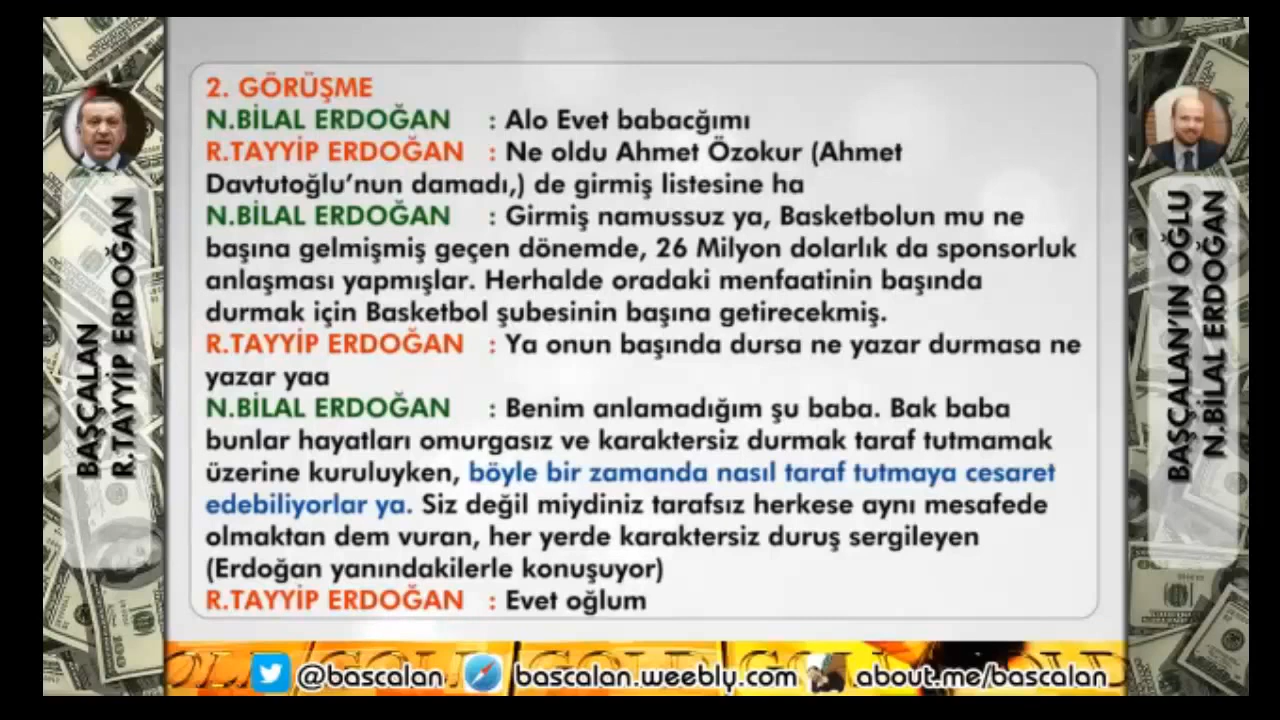 2. GÖRÜŞME
N.BİLAL ERDOĞAN : Alo Evet babacğımı
R.TAYYİP ERDOĞAN : Ne oldu Ahmet Özokur (Ahmet
Davtutoğlu'nun damadı,) de girmiş listesine ha
N.BİLAL ERDOĞAN : Girmiş namussuz ya, Basketbolun mu ne
başına gelmişmiş geçen dönemde, 26 Milyon dolarlık da sponsorluk
anlaşması yapmışlar. Herhalde oradaki menfaatinin başında
durmak için Basketbol şubesinin başına getirecekmiş.
R.TAYYİP ERDOĞAN : Ya onun başında dursa ne yazar durmasa ne
yazar yaa
N.BİLAL ERDOĞAN : Benim anlamadığım şu baba. Bak baba
bunlar hayatları omurgasız ve karaktersiz durmak taraf tutmamak
üzerine kuruluyken, böyle bir zamanda nasıl taraf tutmaya cesaret
edebiliyorlar ya. Siz değil miydiniz tarafsız herkese aynı mesafede
olmaktan dem vuran, her yerde karaktersiz duruş sergileyen
(Erdoğan yanındakilerle konuşuyor)
R.TAYYİP ERDOĞAN : Evet oğlum
BAŞÇALAN
R.TAYYİP ERDOĞAN
BAŞÇALAN'IN OĞLU
N.BİLAL ERDOĞAN
@bascalan bascalan.weebly.com about.me/bascalan